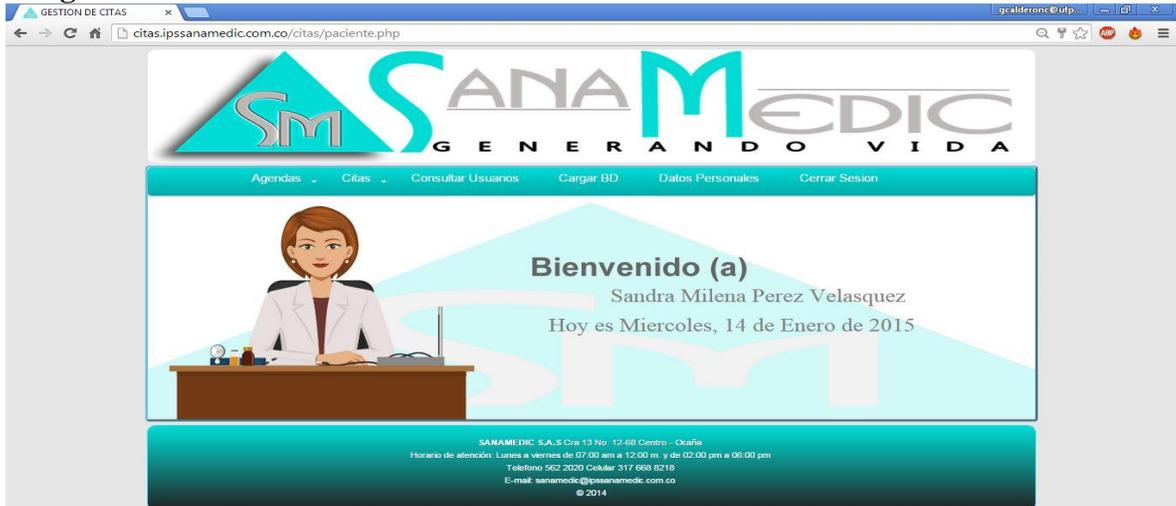 GESTION DE CITAS
gcalderonc@ufp...
citas.ipssanamedic.com.co/citas/paciente.php
ABP
SM SANAMEDIC
GENERANDO VIDA
Agendas Citas Consultar Usuarios Cargar BD Datos Personales Cerrar Sesion
Bienvenido (a)
Sandra Milena Perez Velasquez
Hoy es Miercoles, 14 de Enero de 2015
SM
SANAMEDIC S.A.S Cra 13 No. 12-68 Centro - Ocaña
Horario de atención: Lunes a viernes de 07:00 am a 12:00 m. y de 02:00 pm a 06:00 pm
Telefono 562 2020 Celular 317 668 8218
E-mail: sanamedic@ipssanamedic.com.co
© 2014